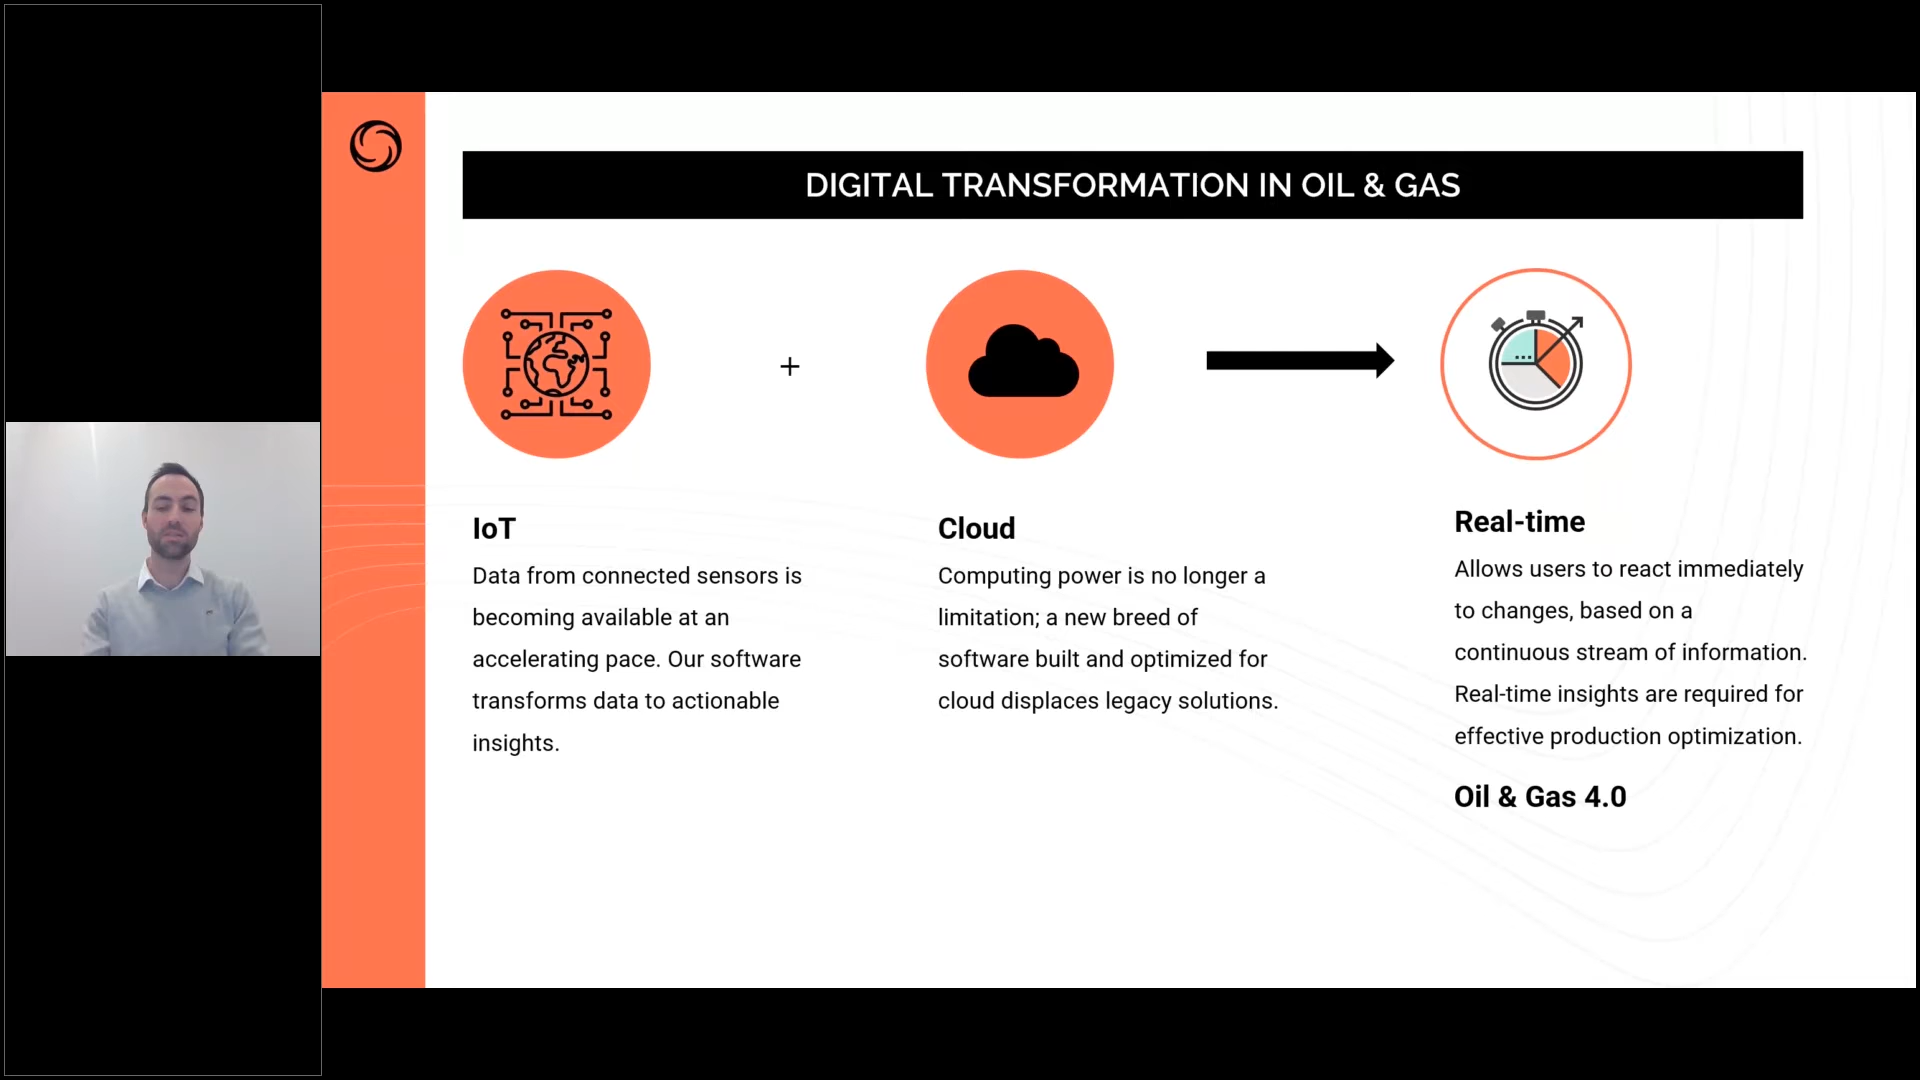 DIGITAL TRANSFORMATION IN OIL & GAS
+
IoT
Data from connected sensors is
becoming available at an
accelerating pace. Our software
transforms data to actionable
insights.
Cloud
Computing power is no longer a
limitation; a new breed of
software built and optimized for
cloud displaces legacy solutions.
Real-time
Allows users to react immediately
to changes, based on a
continuous stream of information.
Real-time insights are required for
effective production optimization.
Oil & Gas 4.0